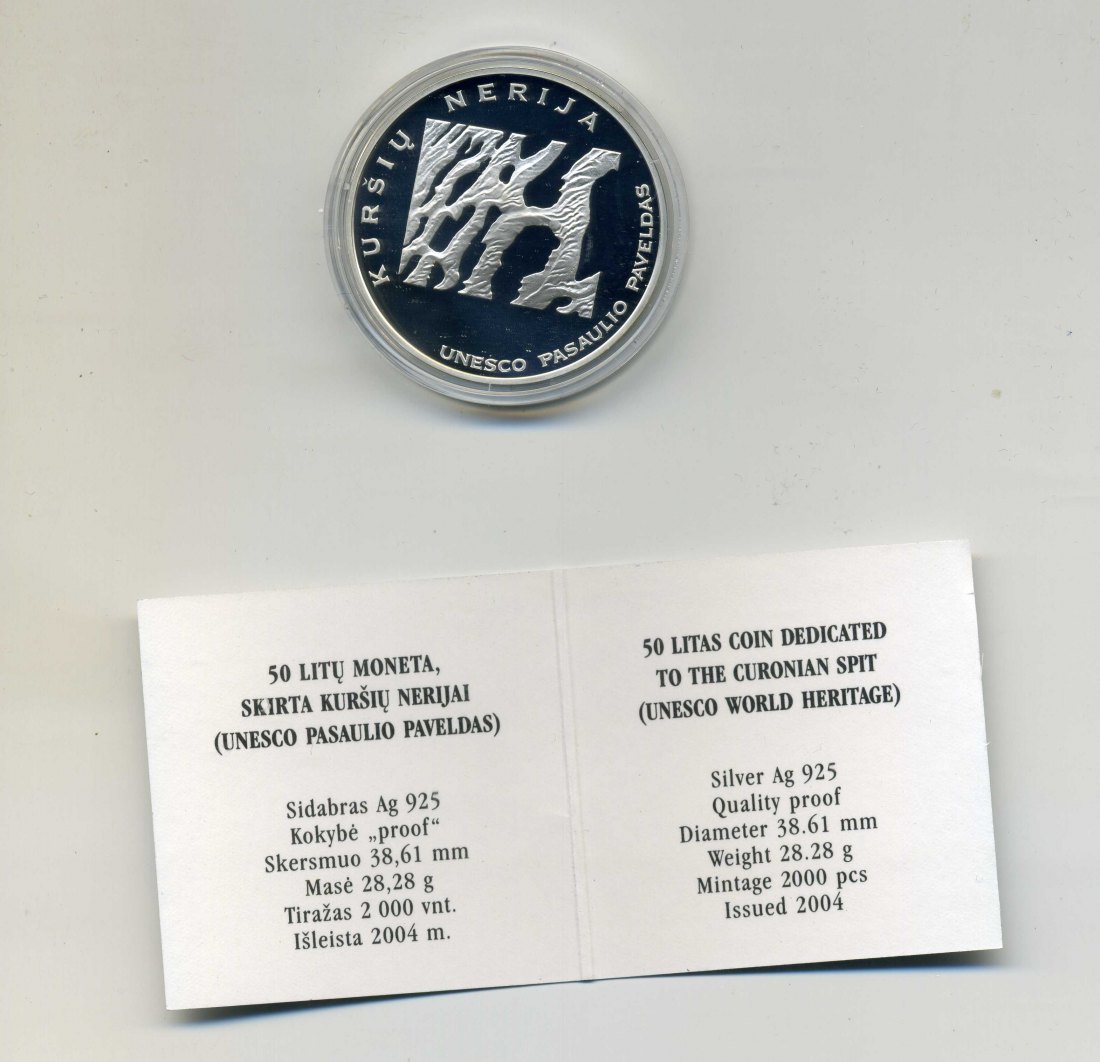 KURŠIŲ NERIJA
UNESCO PASAULIO PAVELDAS
50 LITŲ MONETA,
SKIRTA KURŠIŲ NERIJAI
(UNESCO PASAULIO PAVELDAS)
Sidabras Ag 925
Kokybė „proof“
Skersmuo 38,61 mm
Masė 28,28 g
Tiražas 2 000 vnt.
Išleista 2004 m.
50 LITAS COIN DEDICATED
TO THE CURONIAN SPIT
(UNESCO WORLD HERITAGE)
Silver Ag 925
Quality proof
Diameter 38.61 mm
Weight 28.28 g
Mintage 2000 pcs
Issued 2004